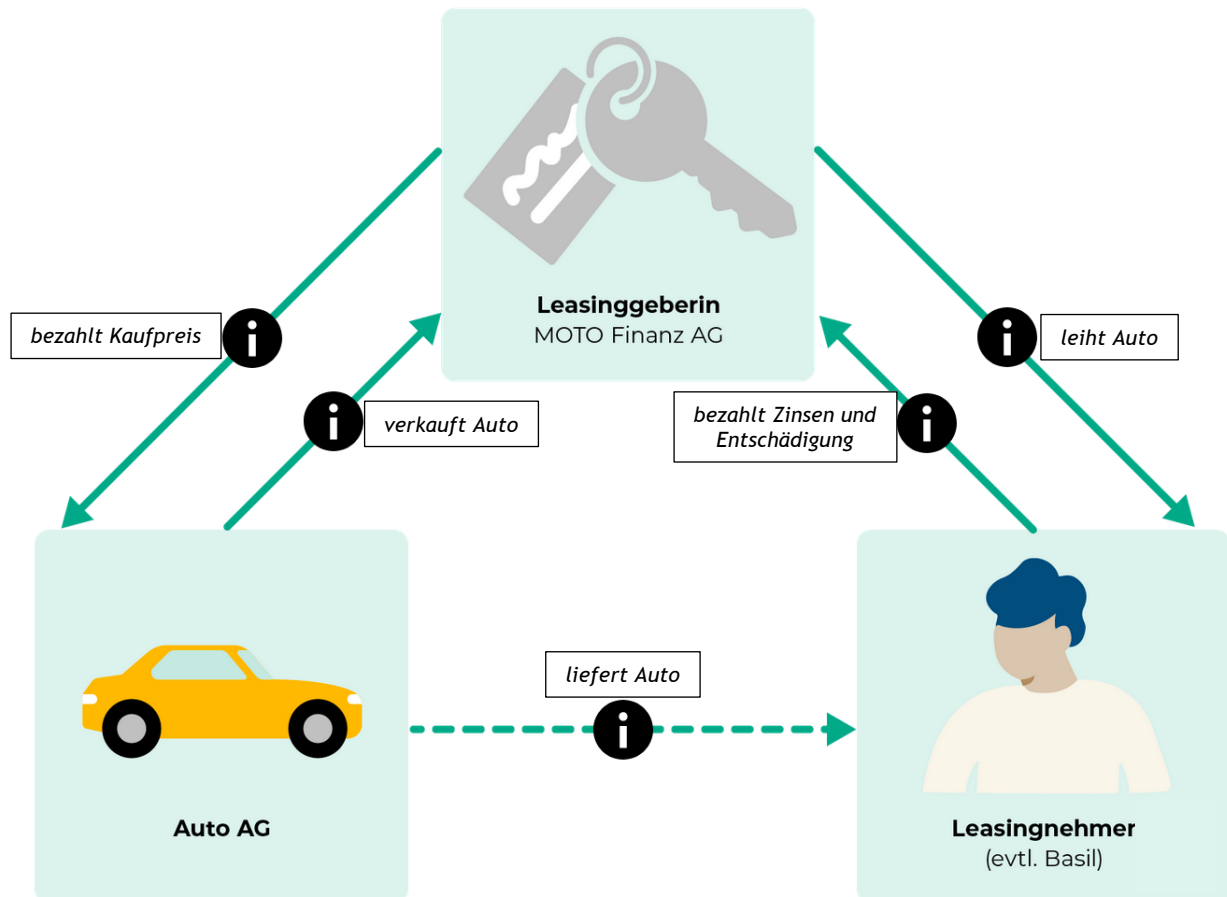 Leasinggeberin
MOTO Finanz AG
bezahlt Kaufpreis
leiht Auto
verkauft Auto
bezahlt Zinsen und
Entschädigung
liefert Auto
Auto AG
Leasingnehmer
(evtl. Basil)